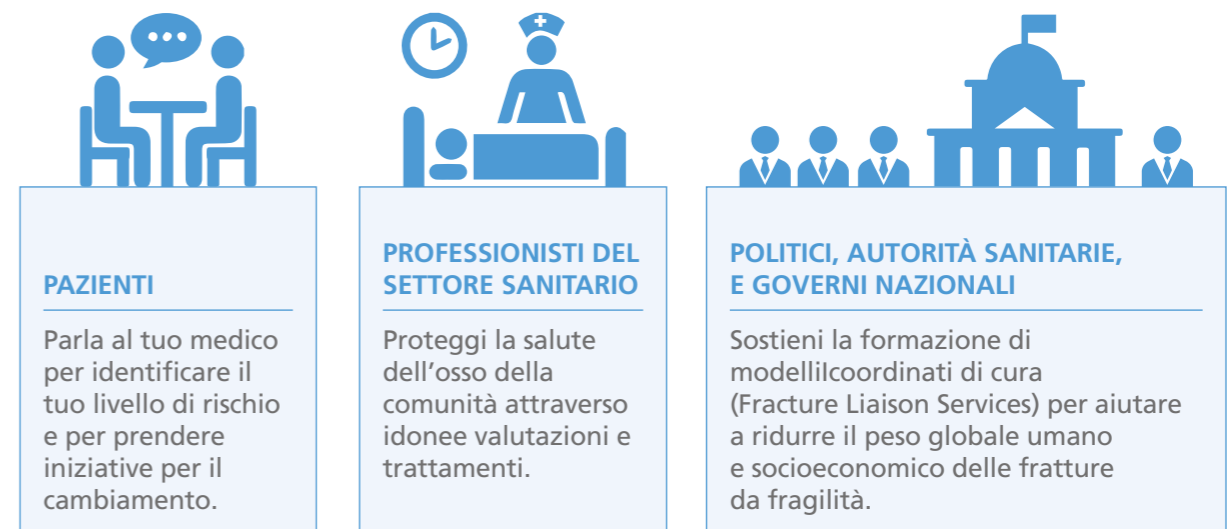 PAZIENTI
Parla al tuo medico
per identificare il
tuo livello di rischio
e per prendere
iniziative per il
cambiamento.
PROFESSIONISTI DEL
SETTORE SANITARIO
Proteggi la salute
dell’osso della
comunità attraverso
idonee valutazioni e
trattamenti.
POLITICI, AUTORITÀ SANITARIE,
E GOVERNI NAZIONALI
Sostieni la formazione di
modelliIcoordinati di cura
(Fracture Liaison Services) per aiutare
a ridurre il peso globale umano
e socioeconomico delle fratture
da fragilità.